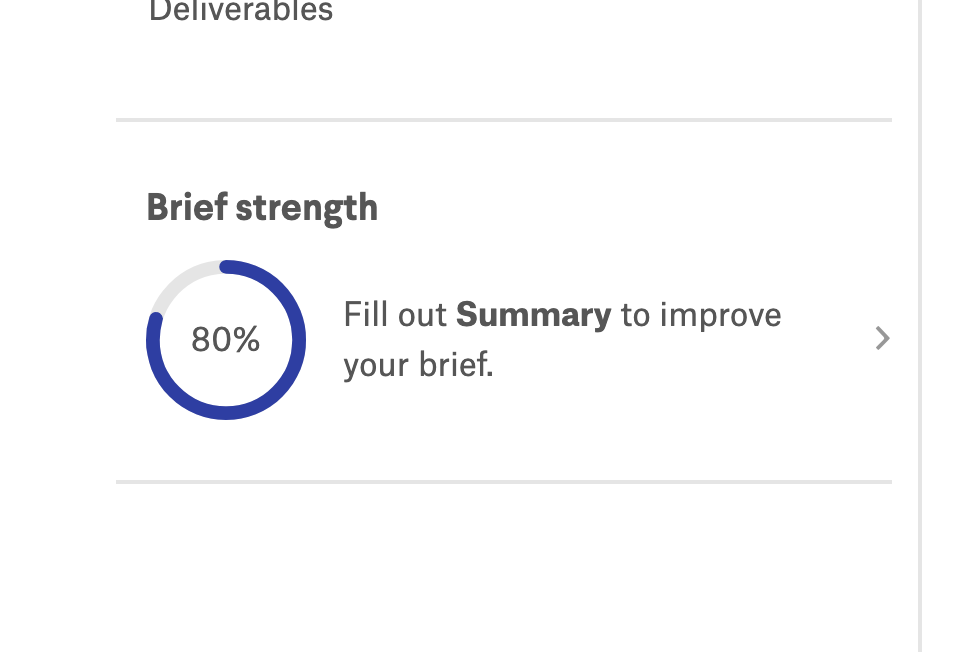 Deliverables
Brief strength
80%
Fill out Summary to improve
your brief.